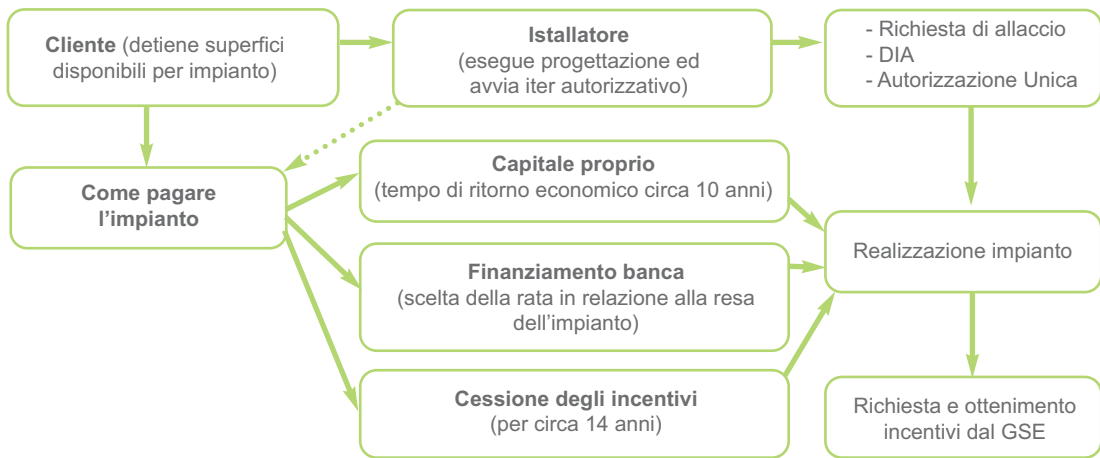 Cliente (detiene superfici
disponibili per impianto)
Istallatore
(esegue progettazione ed
avvia iter autorizzativo)
- Richiesta di allaccio
- DIA
- Autorizzazione Unica
Come pagare
l'impianto
Capitale proprio
(tempo di ritorno economico circa 10 anni)
Finanziamento banca
(scelta della rata in relazione alla resa
dell'impianto)
Cessione degli incentivi
(per circa 14 anni)
Realizzazione impianto
Richiesta e ottenimento
incentivi dal GSE